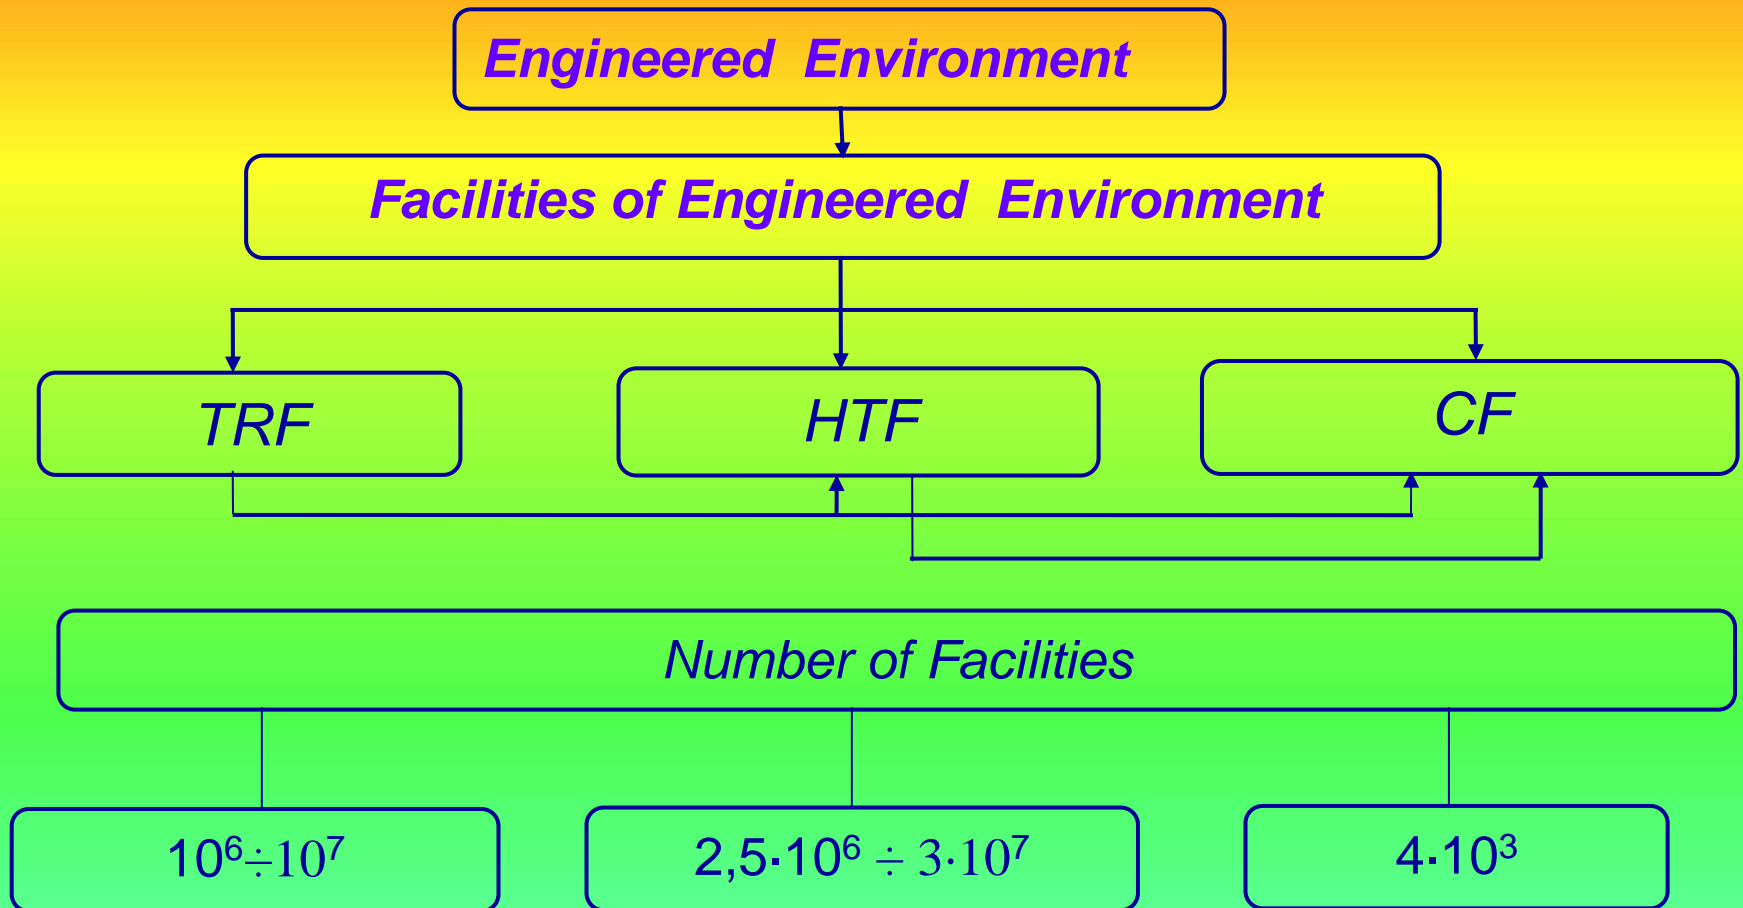 Engineered Environment
Facilities of Engineered Environment
TRF
HTF
CF
Number of Facilities
10⁶÷10⁷
2,5·10⁶ ÷ 3·10⁷
4·10³